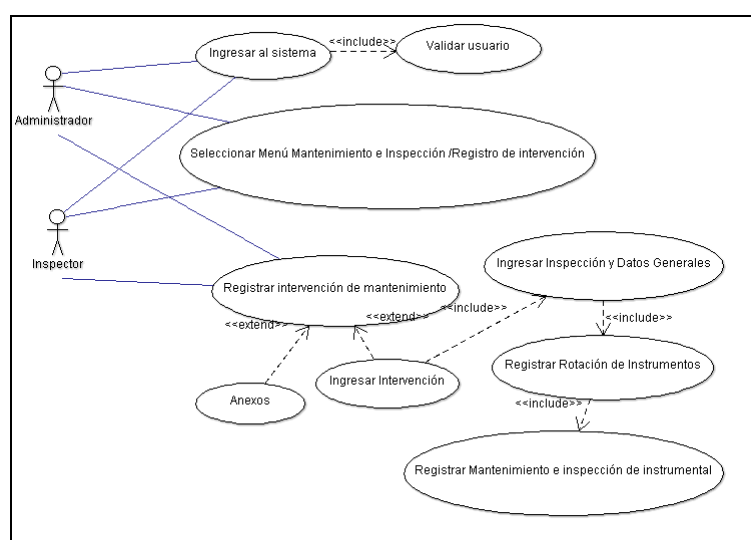 Ingresar al sistema
<<include>>
Validar usuario
Administrador
Seleccionar Menú Mantenimiento e Inspección /Registro de intervención
Inspector
Registrar intervención de mantenimiento
Ingresar Inspección y Datos Generales
<<extend>>
<<extend>>
<<include>>
<<include>>
Anexos
Ingresar Intervención
Registrar Rotación de Instrumentos
<<include>>
Registrar Mantenimiento e inspección de instrumental